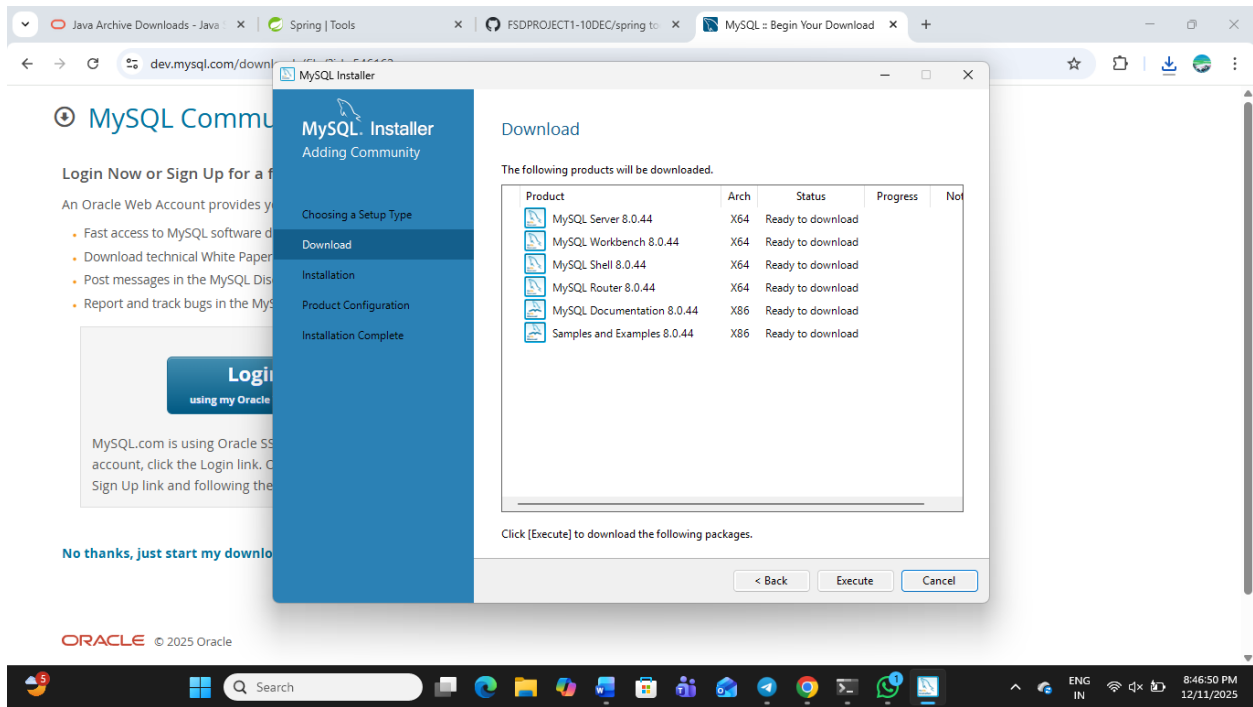 Java Archive Downloads - Java S
Spring | Tools
FSDPROJECT1-10DEC/spring to
MySQL :: Begin Your Download
MySQL Installer
MySQL Commu
Login Now or Sign Up for a f
An Oracle Web Account provides y
Fast access to MySQL software d
Download technical White Paper
Post messages in the MySQL Dis
Report and track bugs in the MyS
Login
using my Oracle
MySQL.com is using Oracle SS
account, click the Login link. O
Sign Up link and following the
No thanks, just start my downlo
ORACLE © 2025 Oracle
MySQL. Installer
Adding Community
Choosing a Setup Type
Download
Installation
Product Configuration
Installation Complete
Download
The following products will be downloaded.
Product Arch Status Progress Not
MySQL Server 8.0.44 X64 Ready to download
MySQL Workbench 8.0.44 X64 Ready to download
MySQL Shell 8.0.44 X64 Ready to download
MySQL Router 8.0.44 X64 Ready to download
MySQL Documentation 8.0.44 X86 Ready to download
Samples and Examples 8.0.44 X86 Ready to download
Click [Execute] to download the following packages.
< Back Execute Cancel
5
Search
1
ENG
IN
8:46:50 PM
12/11/2025